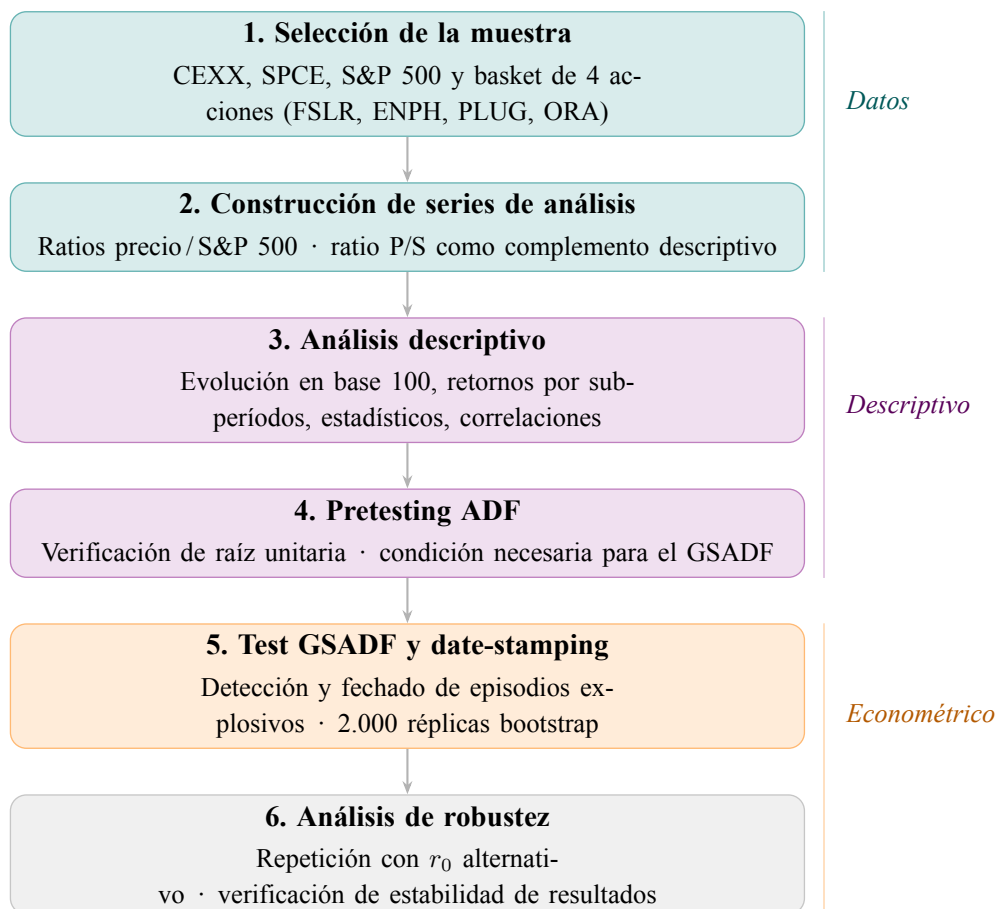 1. Selección de la muestra
CEXX, SPCE, S&P 500 y basket de 4 ac-
ciones (FSLR, ENPH, PLUG, ORA)
Datos
2. Construcción de series de análisis
Ratios precio / S&P 500 · ratio P/S como complemento descriptivo
3. Análisis descriptivo
Evolución en base 100, retornos por sub-
períodos, estadísticos, correlaciones
Descriptivo
4. Pretesting ADF
Verificación de raíz unitaria · condición necesaria para el GSADF
5. Test GSADF y date-stamping
Detección y fechado de episodios ex-
plosivos · 2.000 réplicas bootstrap
Econométrico
6. Análisis de robustez
Repetición con r₀ alternati-
vo · verificación de estabilidad de resultados